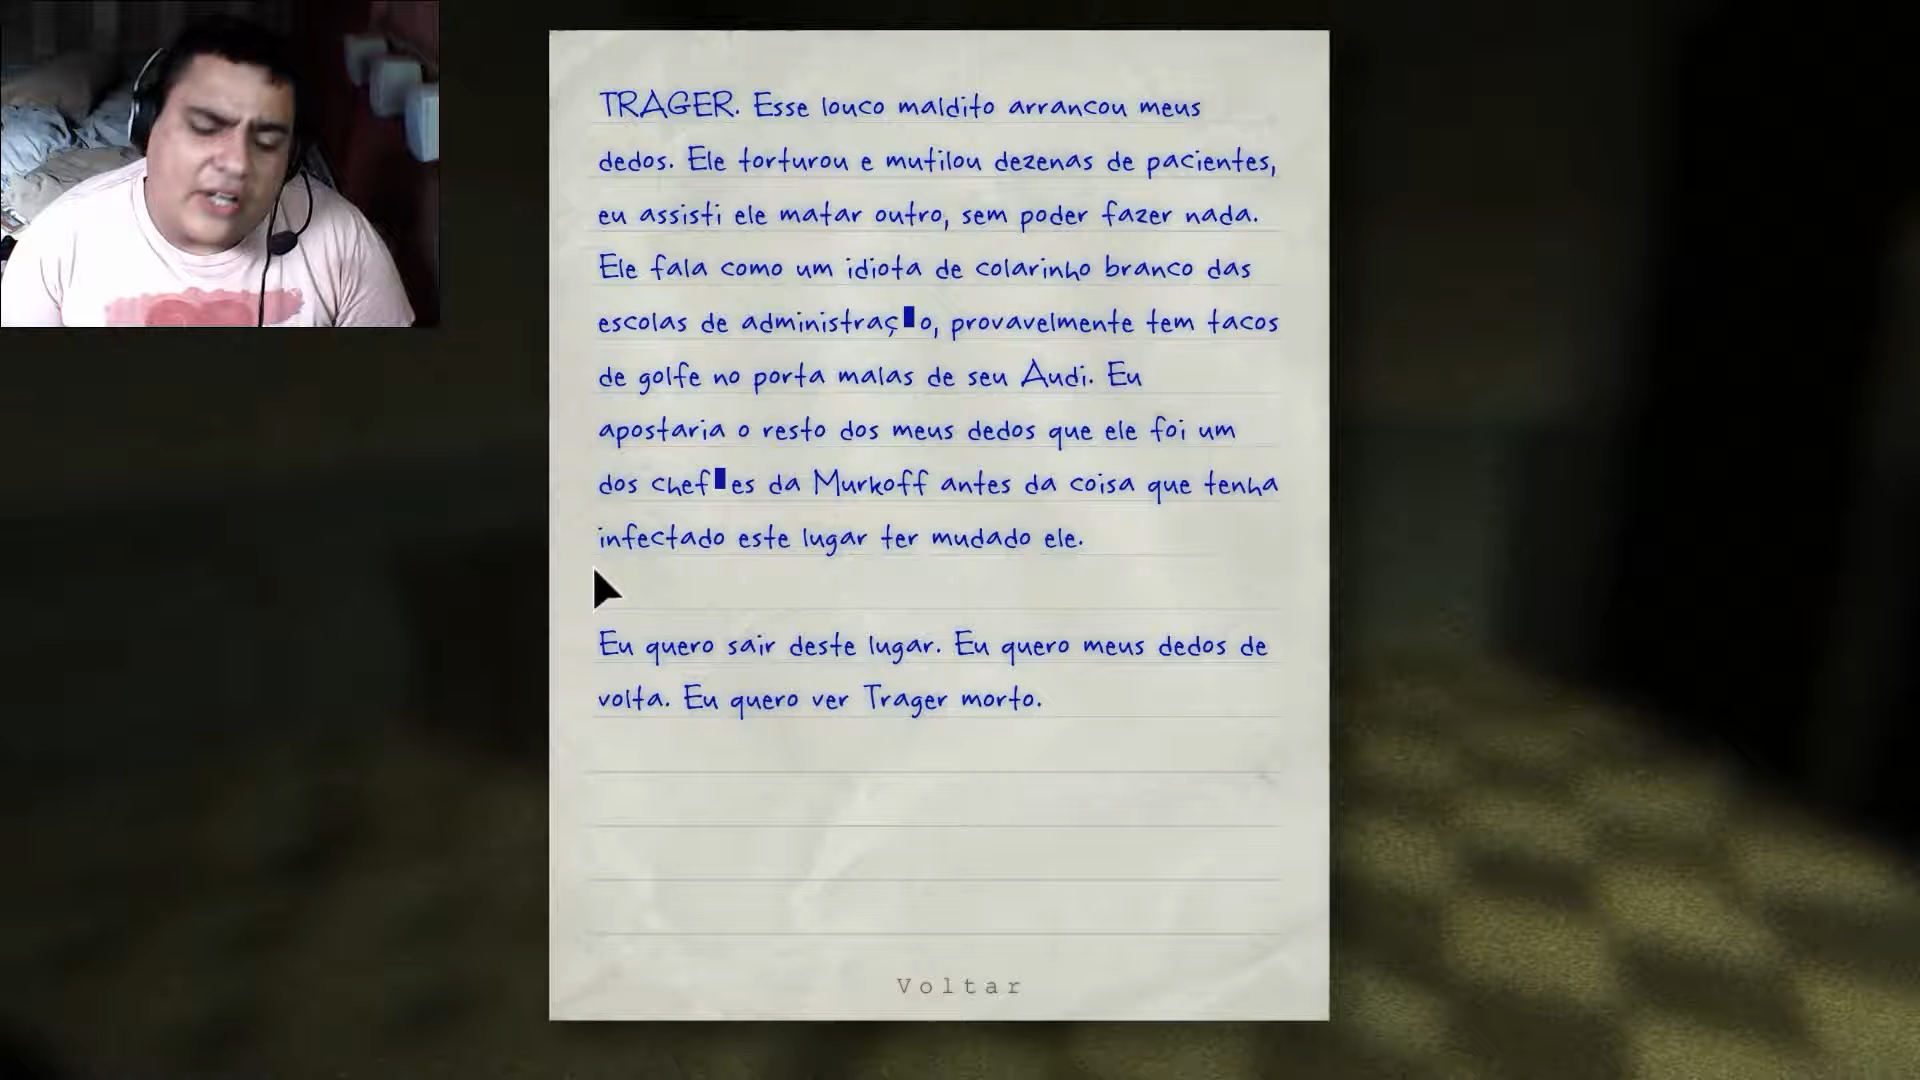 TRAGER. Esse louco maldito arrancou meus
dedos. Ele torturou e mutilou dezenas de pacientes,
eu assisti ele matar outro, sem poder fazer nada.
Ele fala como um idiota de colarinho branco das
escolas de administraç▮o, provavelmente tem tacos
de golfe no porta malas de seu Audi. Eu
apostaria o resto dos meus dedos que ele foi um
dos chef▮es da Murkoff antes da coisa que tenha
infectado este lugar ter mudado ele.
Eu quero sair deste lugar. Eu quero meus dedos de
volta. Eu quero ver Trager morto.
Voltar